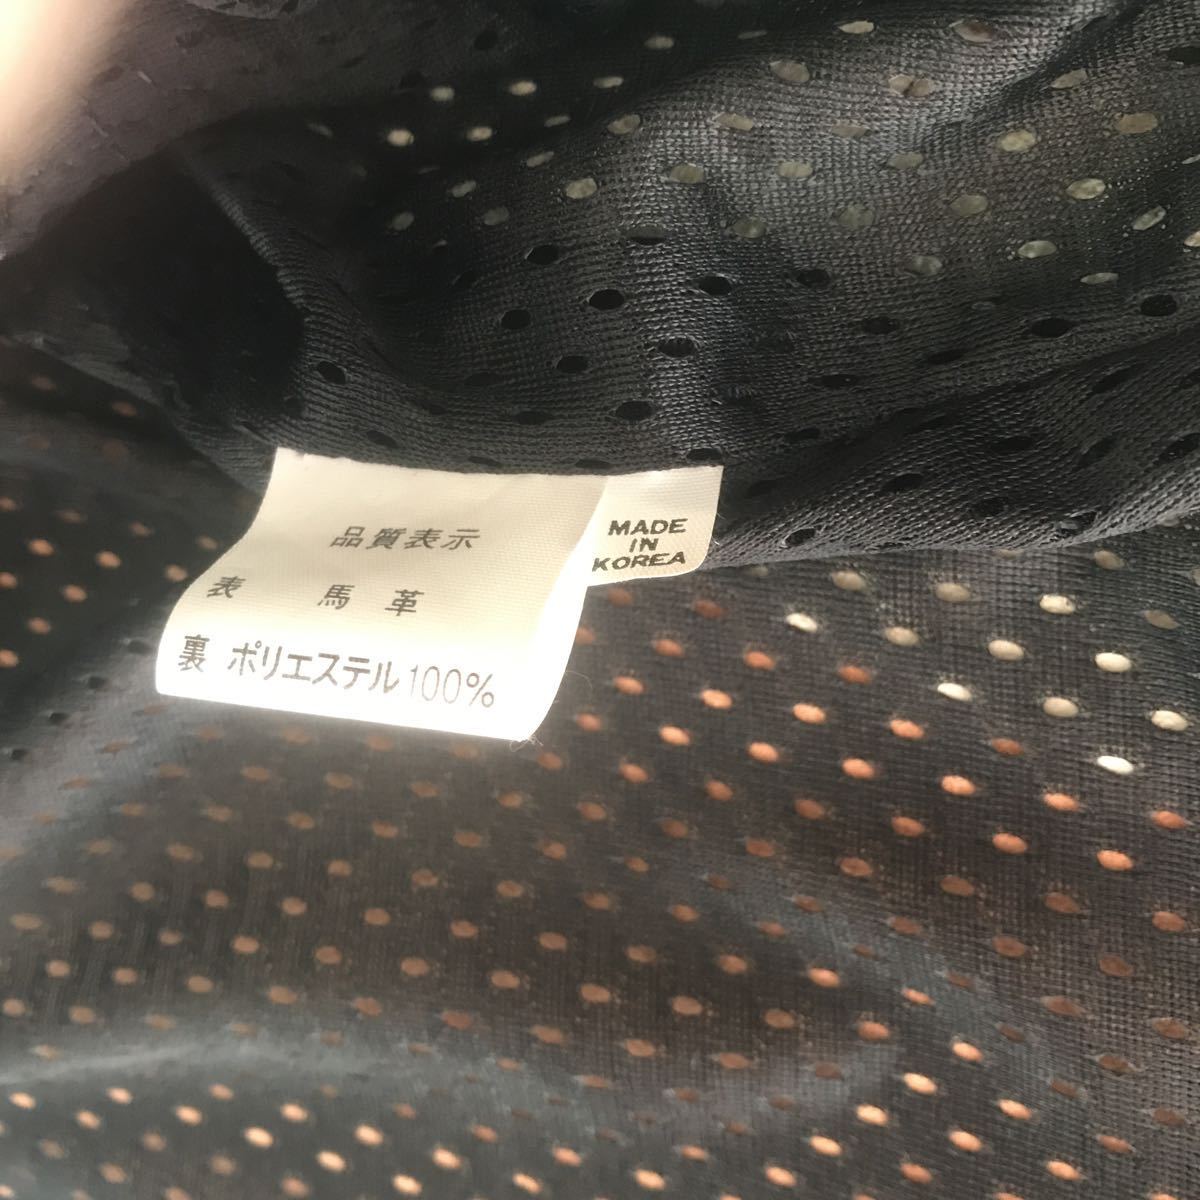 品質表示
表 馬革
裏 ポリエステル100%
MADE
IN
KOREA